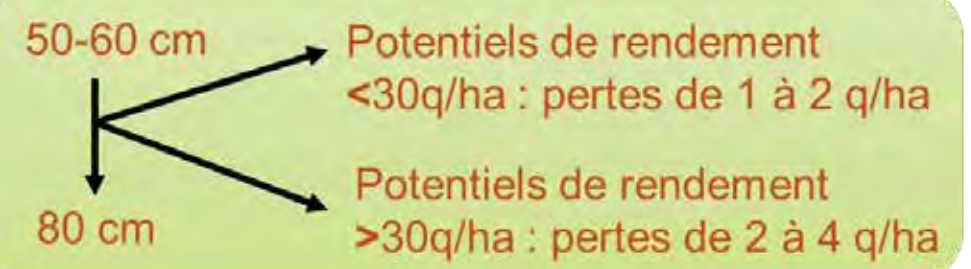 50-60 cm
Potentiels de rendement
<30q/ha : pertes de 1 à 2 q/ha
Potentiels de rendement
80 cm
>30q/ha : pertes de 2 à 4 q/ha